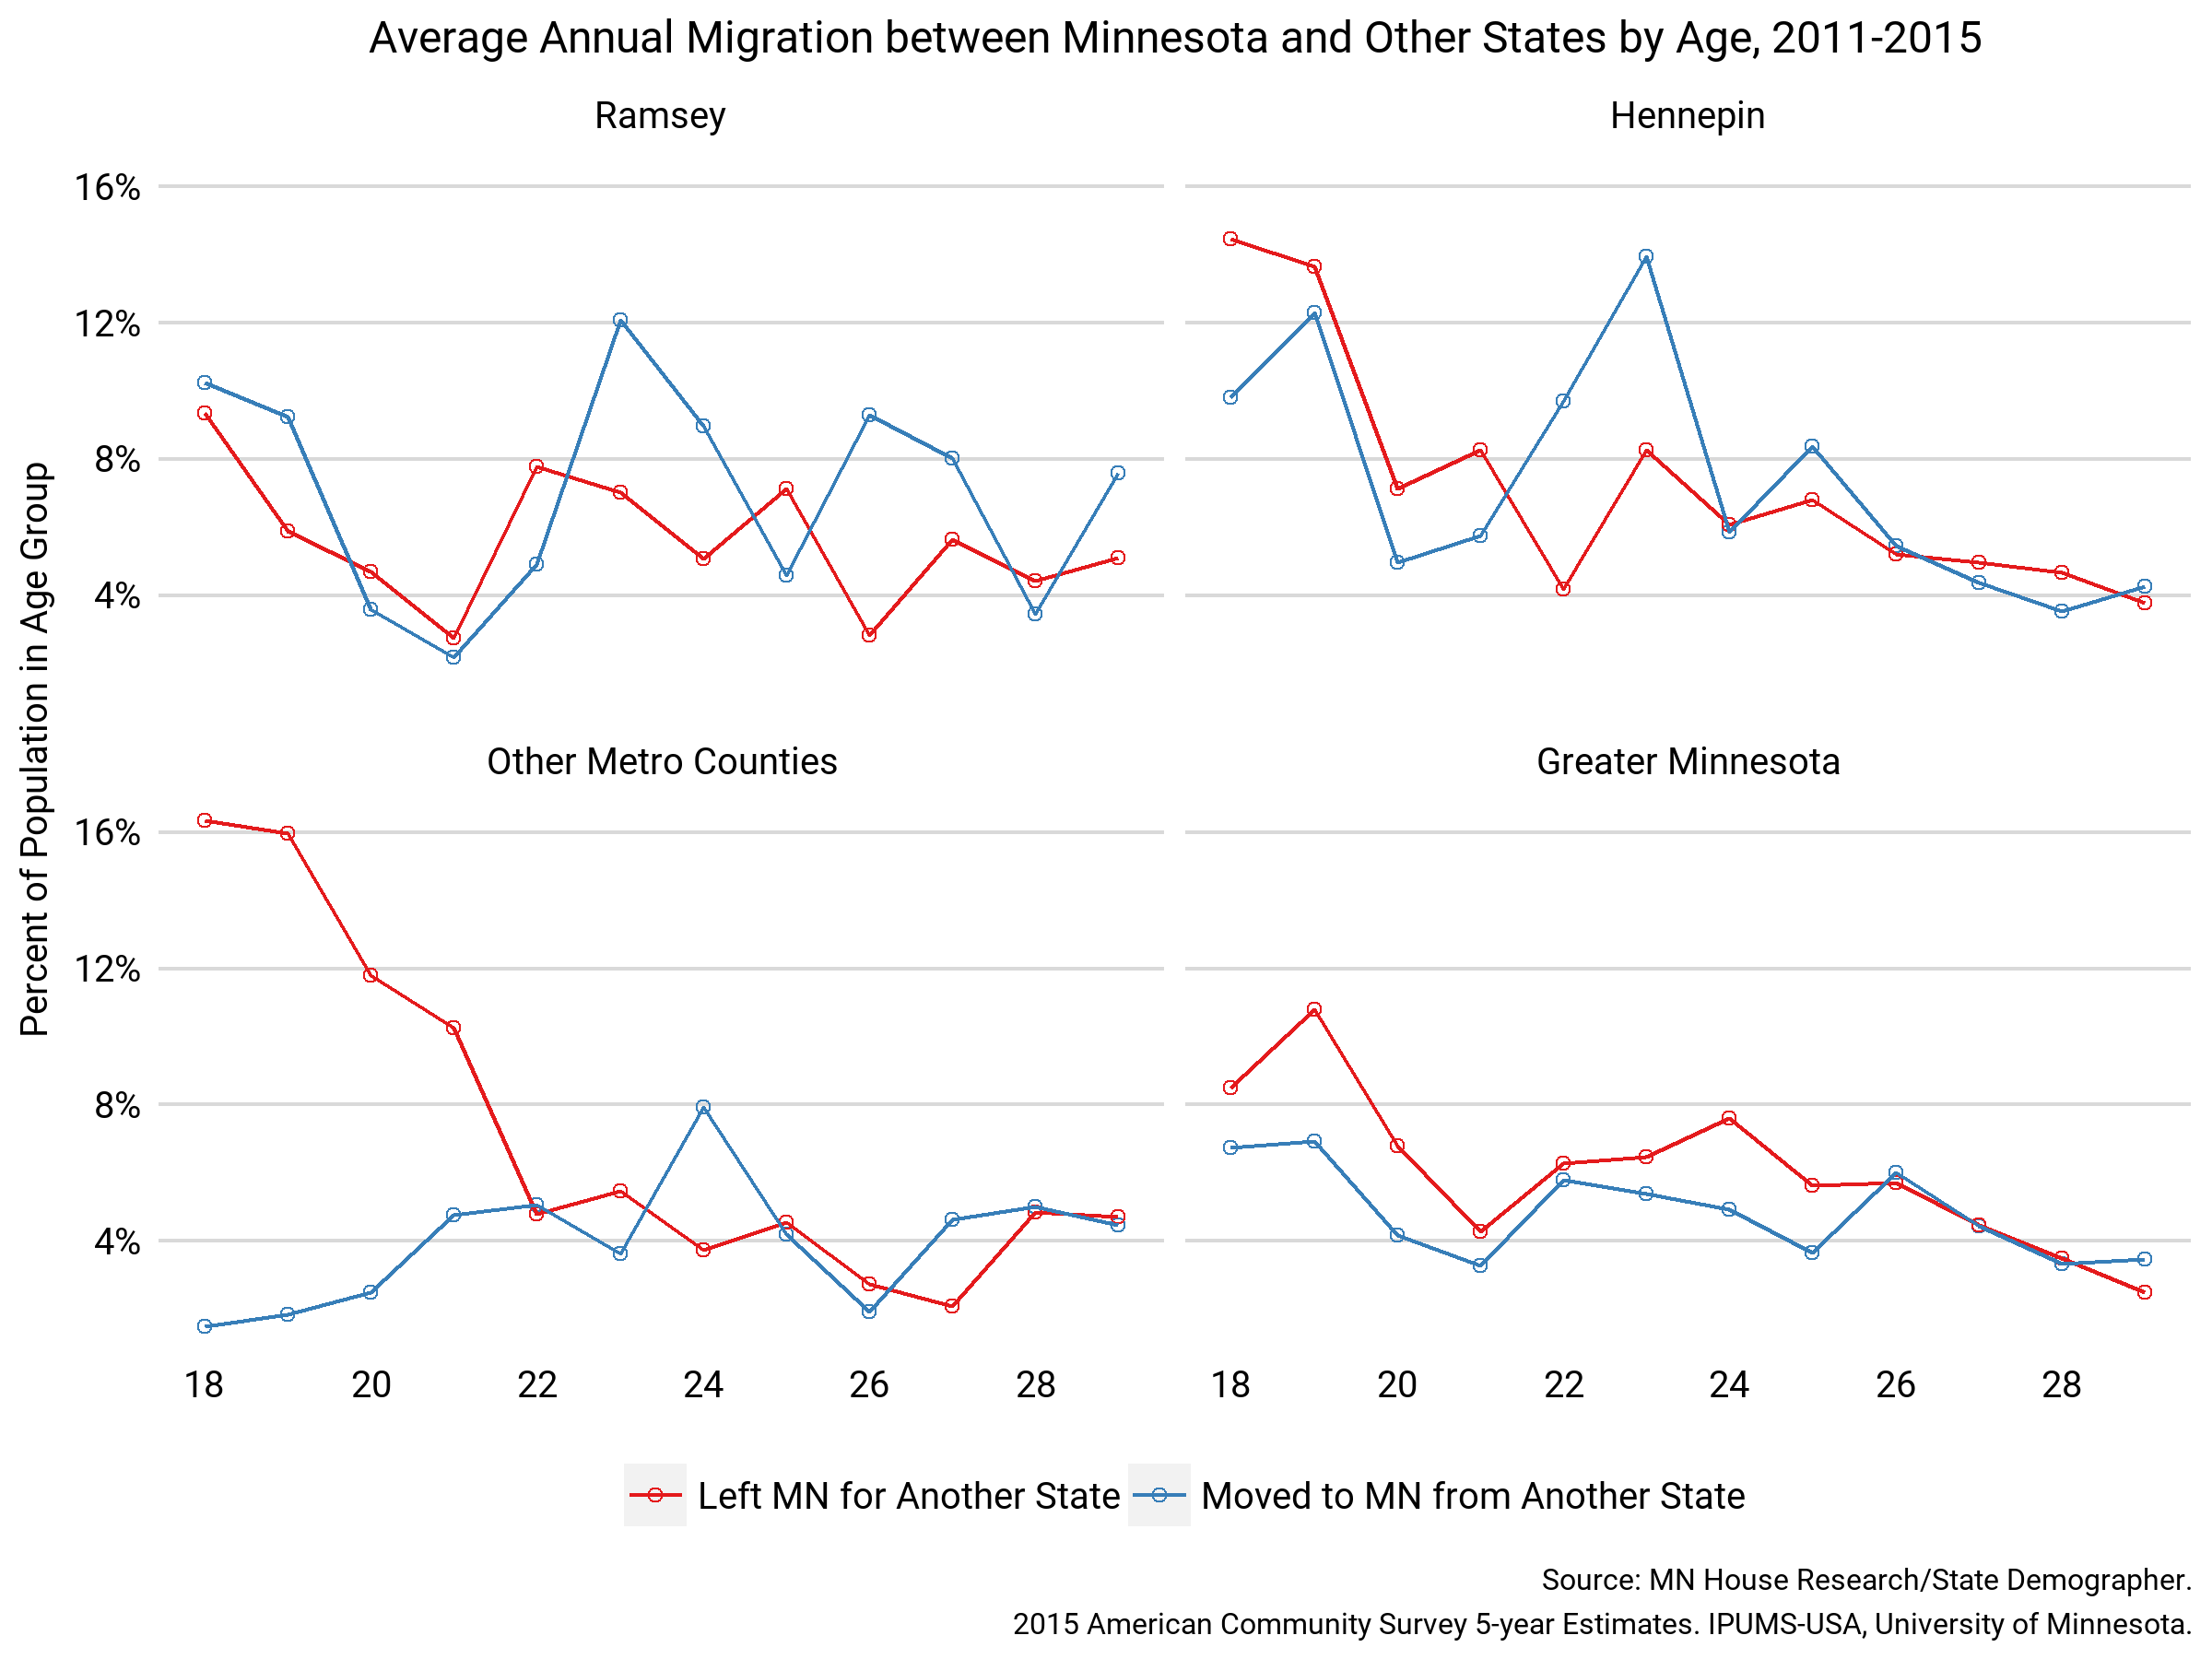 Average Annual Migration between Minnesota and Other States by Age, 2011-2015
Ramsey
Hennepin
16%
12%
8%
4%
Percent of Population in Age Group
Other Metro Counties
Greater Minnesota
16%
12%
8%
4%
18 20 22 24 26 28
18 20 22 24 26 28
Left MN for Another State
Moved to MN from Another State
Source: MN House Research/State Demographer.
2015 American Community Survey 5-year Estimates. IPUMS-USA, University of Minnesota.